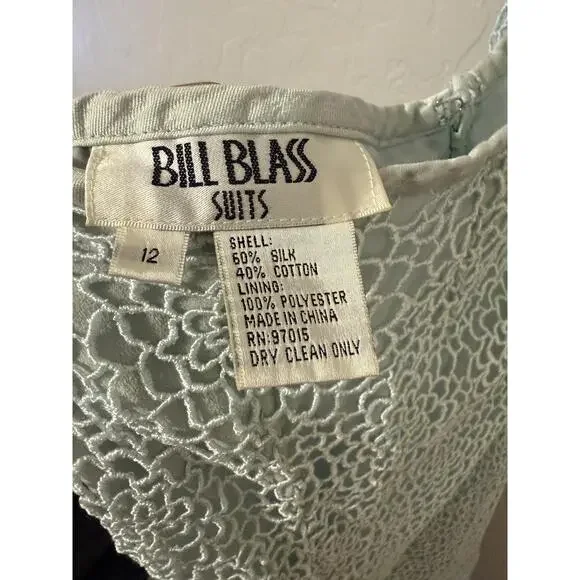 BILL BLASS
SUITS
12
SHELL:
60% SILK
40% COTTON
LINING:
100% POLYESTER
MADE IN CHINA
RN:97015
DRY CLEAN ONLY